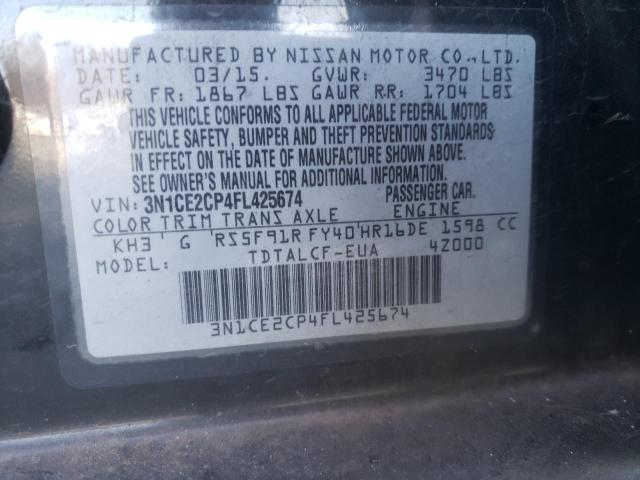 MANUFACTURED BY NISSAN MOTOR CO., LTD.
DATE: 03/15. GVWR: 3470 LBS
GAWR FR: 1867 LBS GAWR RR: 1704 LBS
THIS VEHICLE CONFORMS TO ALL APPLICABLE FEDERAL MOTOR
VEHICLE SAFETY, BUMPER AND THEFT PREVENTION STANDARDS
IN EFFECT ON THE DATE OF MANUFACTURE SHOWN ABOVE.
SEE OWNER'S MANUAL FOR ADDITIONAL INFORMATION.
VIN: 3N1CE2CP4FL425674 PASSENGER CAR.
COLOR TRIM TRANS AXLE ENGINE
KH3 G RS5F91R FY40 HR16DE 1598 CC
MODEL: TDTALCF-EUA 4Z000
3N1CE2CP4FL425674